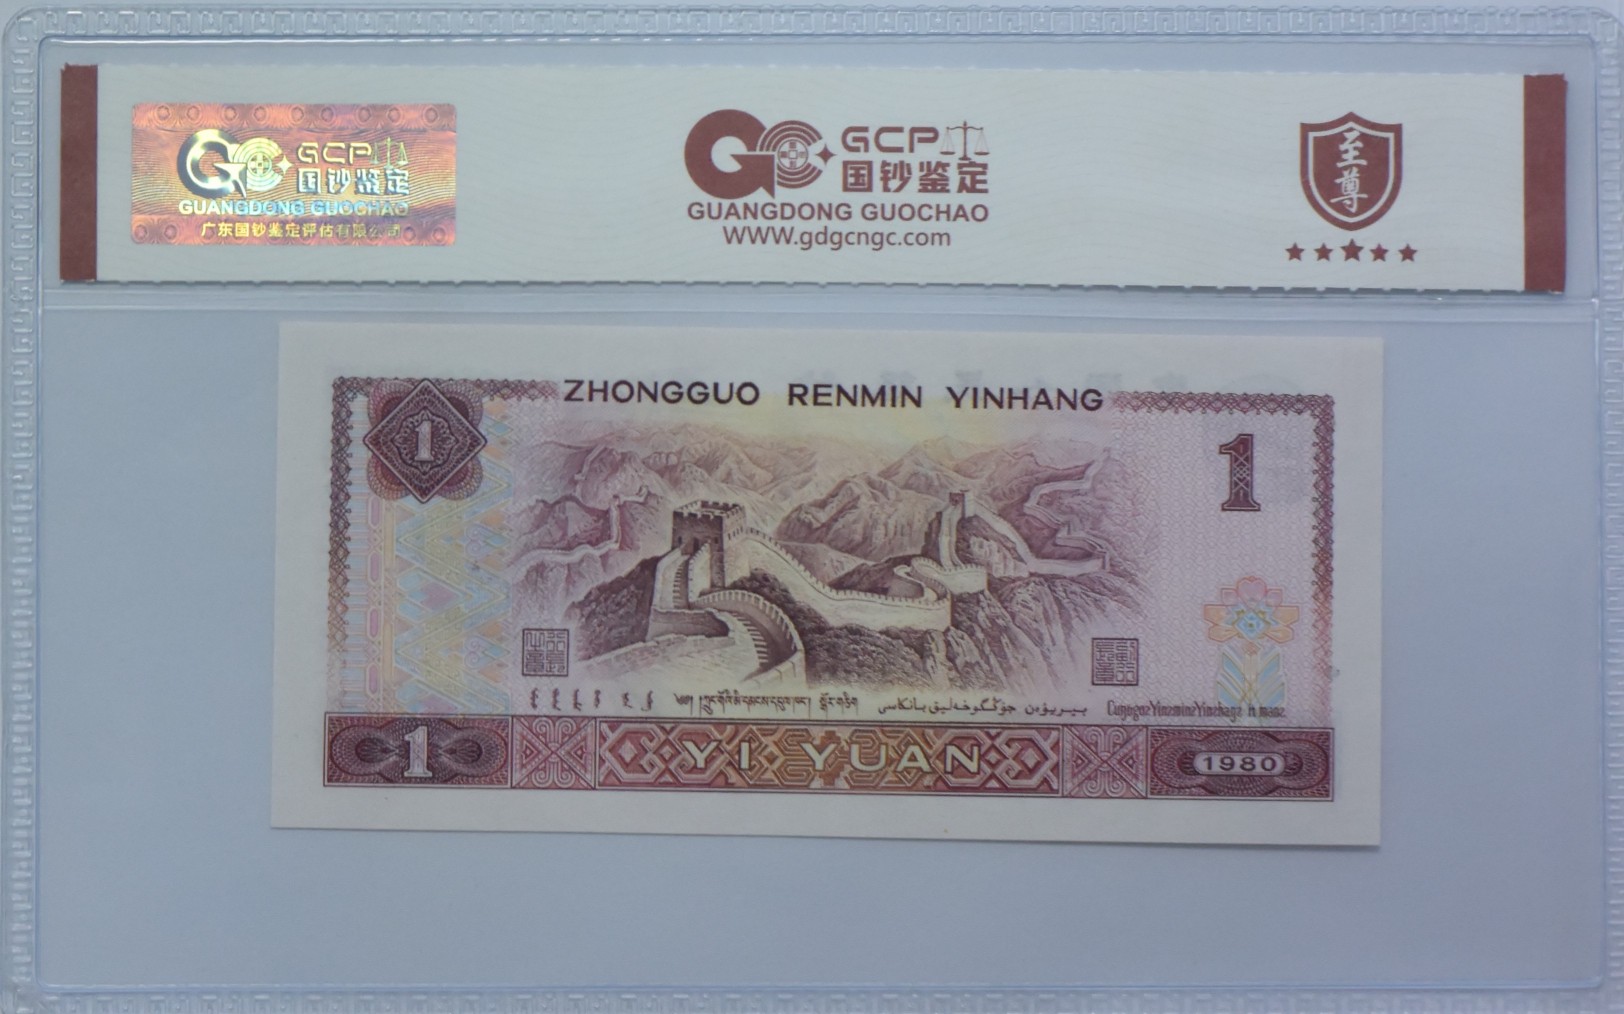 GC GCP
国钞鉴定
GUANGDONG GUOCHAO
广东国钞鉴定评估有限公司
GC GCP
国钞鉴定
GUANGDONG GUOCHAO
WWW.gdgcngc.com
至尊
ZHONGGUO RENMIN YINHANG
1
1
1 YI YUAN 1980